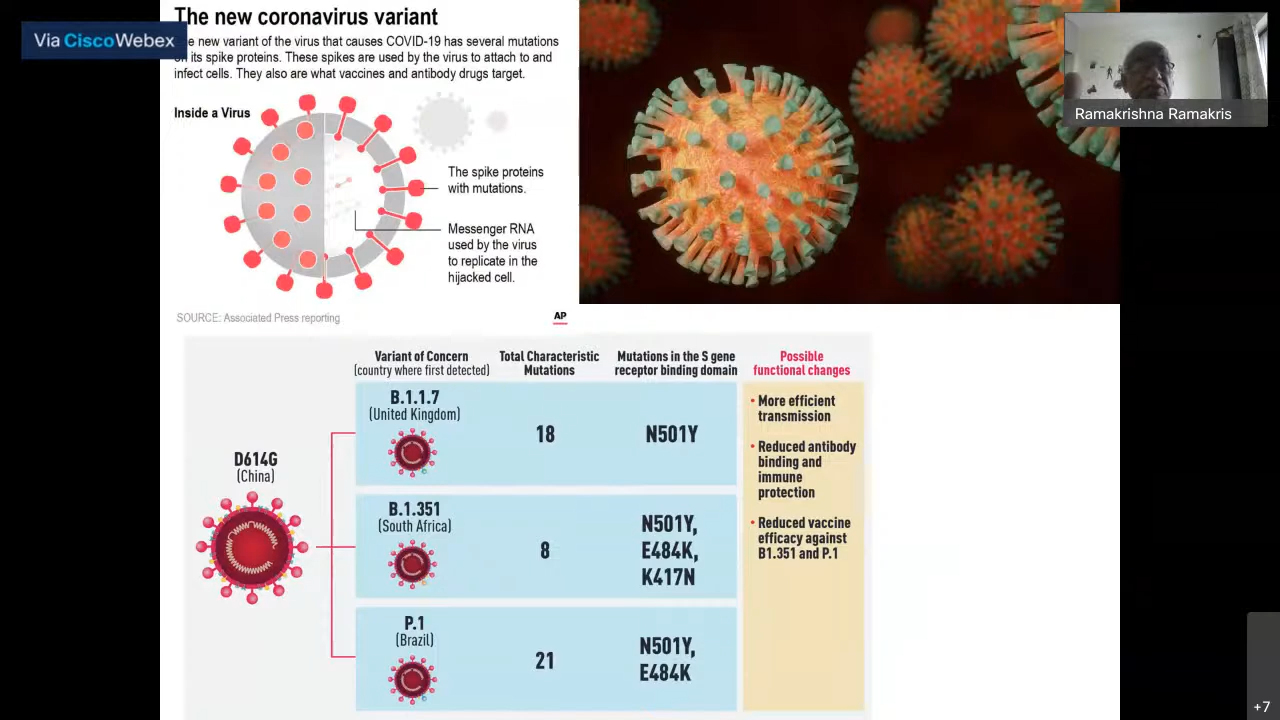 The new coronavirus variant
Via CiscoWebex
new variant of the virus that causes COVID-19 has several mutations
on its spike proteins. These spikes are used by the virus to attach to and
infect cells. They also are what vaccines and antibody drugs target.
Inside a Virus
The spike proteins
with mutations.
Messenger RNA
used by the virus
to replicate in the
hijacked cell.
SOURCE: Associated Press reporting
AP
Ramakrishna Ramakris
Variant of Concern
(country where first detected)
Total Characteristic
Mutations
Mutations in the S gene
receptor binding domain
Possible
functional changes
D614G
(China)
B.1.1.7
(United Kingdom)
18
N501Y
B.1.351
(South Africa)
8
N501Y,
E484K,
K417N
P.1
(Brazil)
21
N501Y,
E484K
• More efficient
transmission
• Reduced antibody
binding and
immune
protection
• Reduced vaccine
efficacy against
B1.351 and P.1
+7